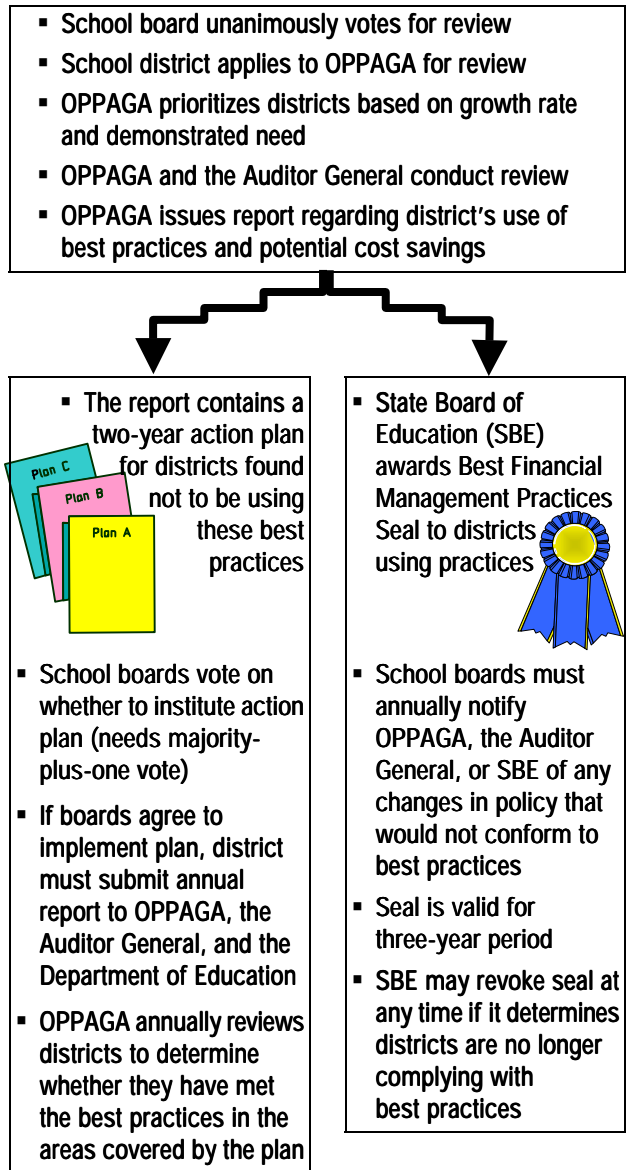 ▪ School board unanimously votes for review
▪ School district applies to OPPAGA for review
▪ OPPAGA prioritizes districts based on growth rate
and demonstrated need
▪ OPPAGA and the Auditor General conduct review
▪ OPPAGA issues report regarding district's use of
best practices and potential cost savings
▪ The report contains a
two-year action plan
for districts found
not to be using
these best
practices
Plan C
Plan B
Plan A
▪ School boards vote on
whether to institute action
plan (needs majority-
plus-one vote)
▪ If boards agree to
implement plan, district
must submit annual
report to OPPAGA, the
Auditor General, and the
Department of Education
▪ OPPAGA annually reviews
districts to determine
whether they have met
the best practices in the
areas covered by the plan
▪ State Board of
Education (SBE)
awards Best Financial
Management Practices
Seal to districts
using practices
▪ School boards must
annually notify
OPPAGA, the Auditor
General, or SBE of any
changes in policy that
would not conform to
best practices
▪ Seal is valid for
three-year period
▪ SBE may revoke seal at
any time if it determines
districts are no longer
complying with
best practices